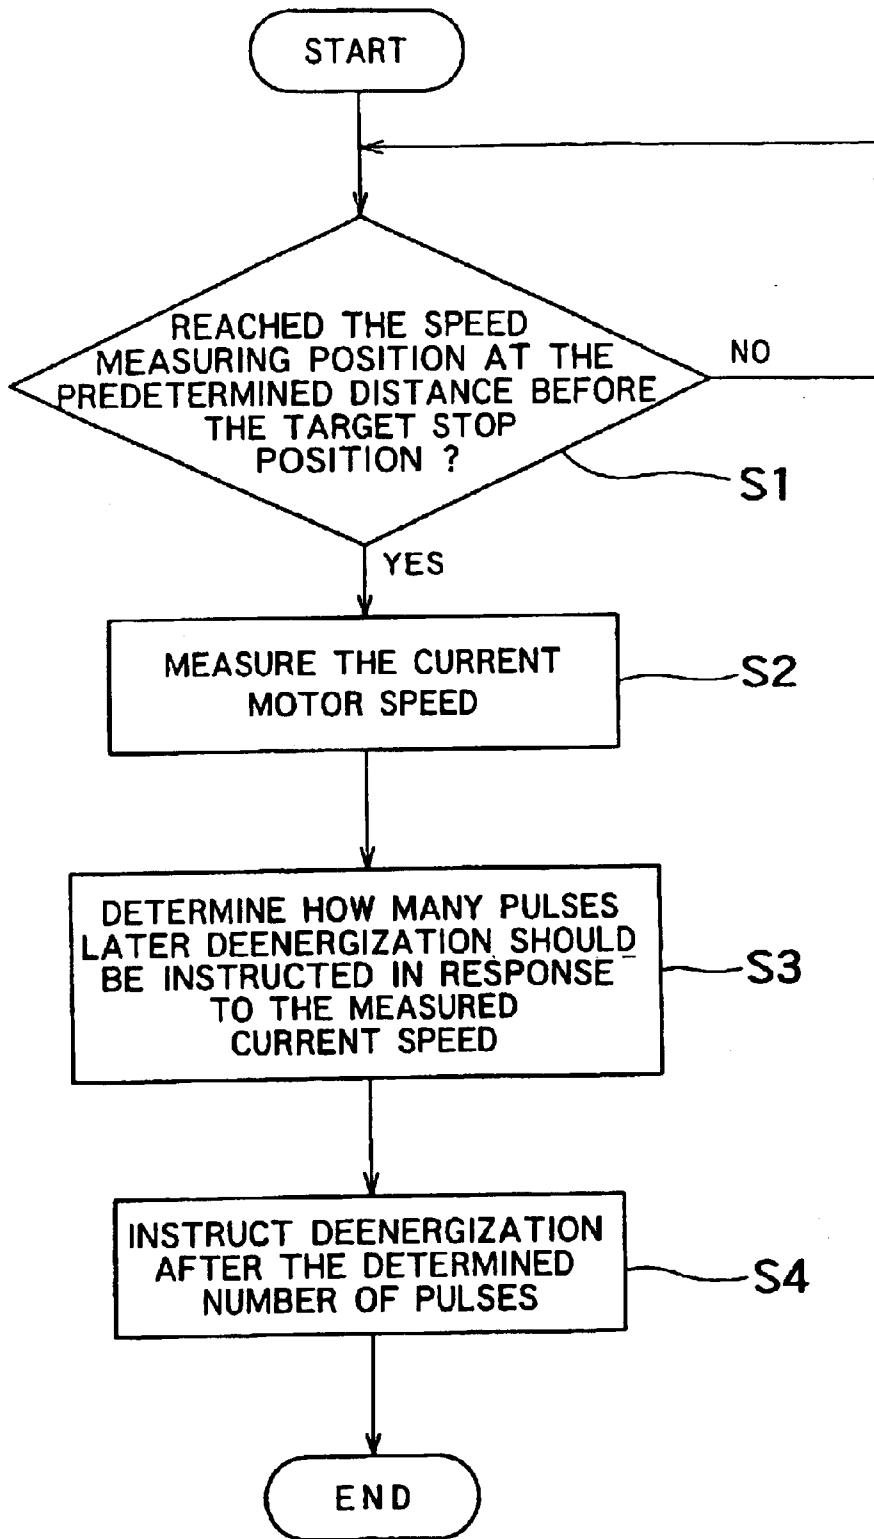 START
REACHED THE SPEED
MEASURING POSITION AT THE
PREDETERMINED DISTANCE BEFORE
THE TARGET STOP
POSITION ?
NO
S1
YES
MEASURE THE CURRENT
MOTOR SPEED
S2
DETERMINE HOW MANY PULSES
LATER DEENERGIZATION SHOULD
BE INSTRUCTED IN RESPONSE
TO THE MEASURED
CURRENT SPEED
S3
INSTRUCT DEENERGIZATION
AFTER THE DETERMINED
NUMBER OF PULSES
S4
END